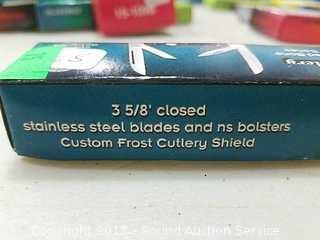 3 5/8' closed
stainless steel blades and ns bolsters
Custom Frost Cutlery Shield
Copyright 2017 - Sound Auction Service